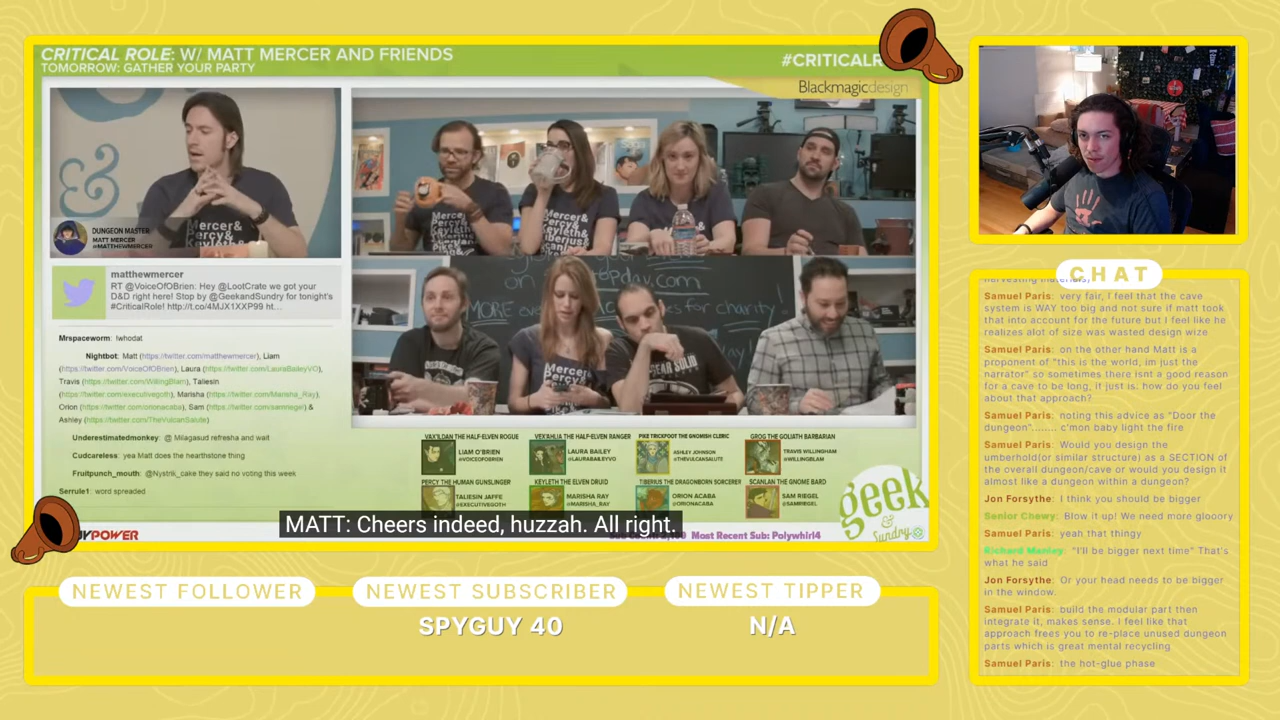 CRITICAL ROLE: W/ MATT MERCER AND FRIENDS
TOMORROW: GATHER YOUR PARTY
#CRITICALR
Blackmagicdesign
DUNGEON MASTER
MATT MERCER
@MATTHEWMERCER
matthewmercer
RT @VoiceOfOBrien: Hey @LootCrate we got your
D&D right here! Stop by @GeekandSundry for tonight's
#CriticalRole! http://t.co/4MJX1XXP99 ht...
Mrspaceworm: !whodat
Nightbot: Matt (https://twitter.com/matthewmercer), Liam
(https://twitter.com/VoiceOfOBrien), Laura (https://twitter.com/LauraBaileyVO),
Travis (https://twitter.com/WillingBlam), Taliesin
(https://twitter.com/executivegoth), Marisha (https://twitter.com/Marisha_Ray),
Orion (https://twitter.com/orionacaba), Sam (https://twitter.com/samriegel) &
Ashley (https://twitter.com/TheVulcanSalute)
Underestimatedmonkey: @ Milagasud refresha and wait
Cudcareless: yea Matt does the hearthstone thing
Fruitpunch_mouth: @Nystrik_cake they said no voting this week
Serrule1: word spreaded
Mercer&
Percy&
Keyleth&
VAX'ILDAN THE HALF-ELVEN ROGUE
LIAM O'BRIEN
@VOICEOFOBRIEN
VEX'AHLIA THE HALF-ELVEN RANGER
LAURA BAILEY
@LAURABAILEYVO
PIKE TRICKFOOT THE GNOMISH CLERIC
ASHLEY JOHNSON
@THEVULCANSALUTE
GROG THE GOLIATH BARBARIAN
TRAVIS WILLINGHAM
@WILLINGBLAM
PERCY THE HUMAN GUNSLINGER
TALIESIN JAFFE
@EXECUTIVEGOTH
KEYLETH THE ELVEN DRUID
MARISHA RAY
@MARISHA_RAY
TIBERIUS THE DRAGONBORN SORCERER
ORION ACABA
@ORIONACABA
SCANLAN THE GNOME BARD
SAM RIEGEL
@SAMRIEGEL
geek
& Sundry
MATT: Cheers indeed, huzzah. All right.
YPOWER
Most Recent Sub: Polywhirl4
NEWEST FOLLOWER
NEWEST SUBSCRIBER
SPYGUY 40
NEWEST TIPPER
N/A
CHAT
Samuel Paris: very fair, I feel that the cave
system is WAY too big and not sure if matt took
that into account for the future but I feel like he
realizes alot of size was wasted design wize
Samuel Paris: on the other hand Matt is a
proponent of "this is the world, im just the
narrator" so sometimes there isnt a good reason
for a cave to be long, it just is. how do you feel
about that approach?
Samuel Paris: noting this advice as "Door the
dungeon"........ c'mon baby light the fire
Samuel Paris: Would you design the
umberhold(or similar structure) as a SECTION of
the overall dungeon/cave or would you design it
almost like a dungeon within a dungeon?
Jon Forsythe: I think you should be bigger
Senior Chewy: Blow it up! We need more gloory
Samuel Paris: yeah that thingy
Richard Manley: "I'll be bigger next time" That's
what he said
Jon Forsythe: Or your head needs to be bigger
in the window.
Samuel Paris: build the modular part then
integrate it, makes sense. i feel like that
approach frees you to re-place unused dungeon
parts which is great mental recycling
Samuel Paris: the hot-glue phase